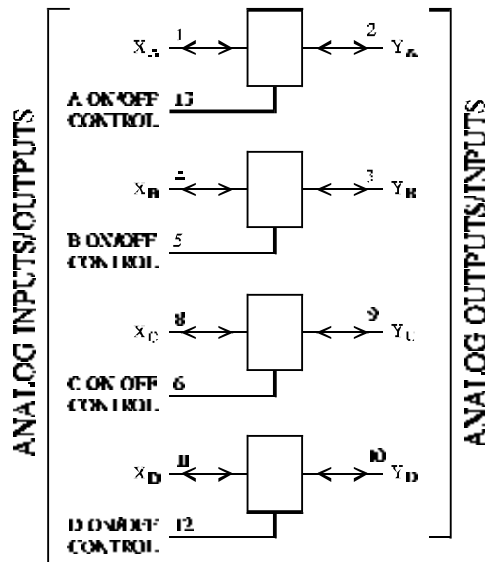 ANALOG INPUTS/OUTPUTS
X_A 1 2 Y_A
A ON/OFF 13
CONTROL
X_B 4 3 Y_B
B ON/OFF 5
CONTROL
X_C 8 9 Y_C
C ON OFF 6
CONTROL
X_D 11 10 Y_D
D ON/OFF 12
CONTROL
ANALOG OUTPUTS/INPUTS